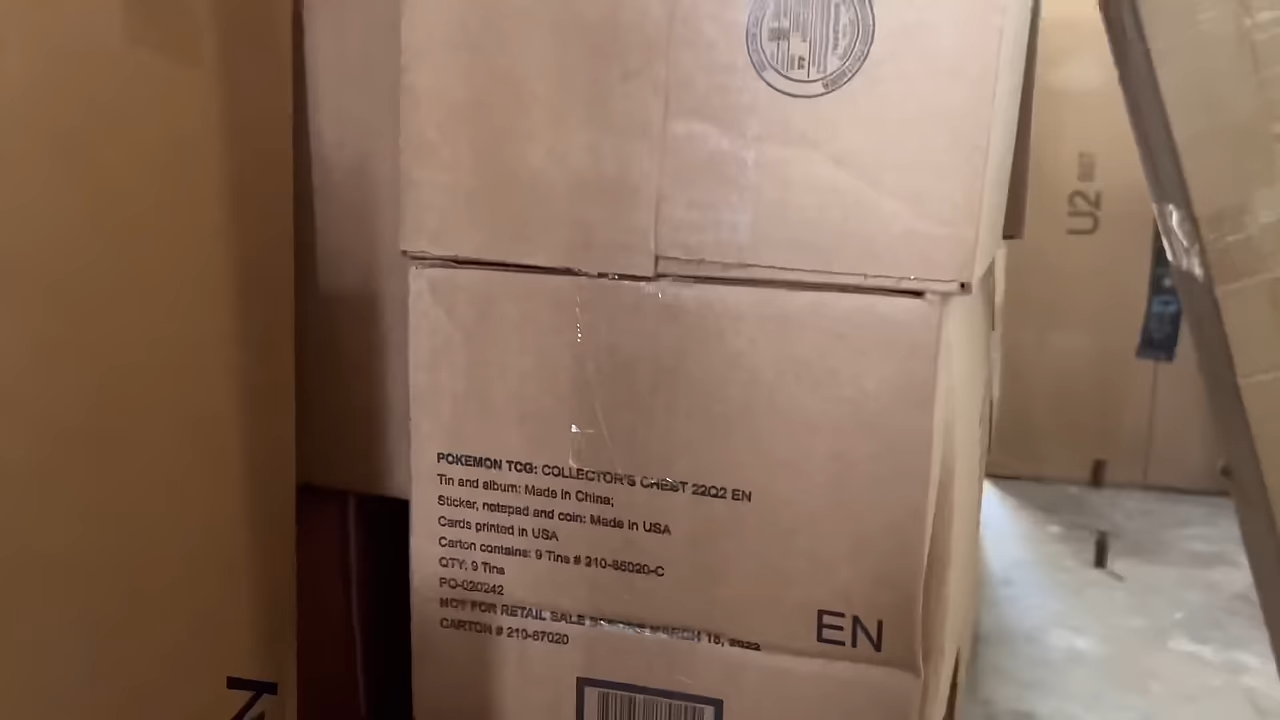 U2
POKEMON TCG: COLLECTOR'S CHEST 22Q2 EN
Tin and album: Made in China;
Sticker, notepad and coin: Made in USA
Cards printed in USA
Carton contains: 9 Tins # 210-85020-C
QTY: 9 Tins
PO-020242
NOT FOR RETAIL SALE BEFORE MARCH 18, 2022
CARTON # 210-87020
EN